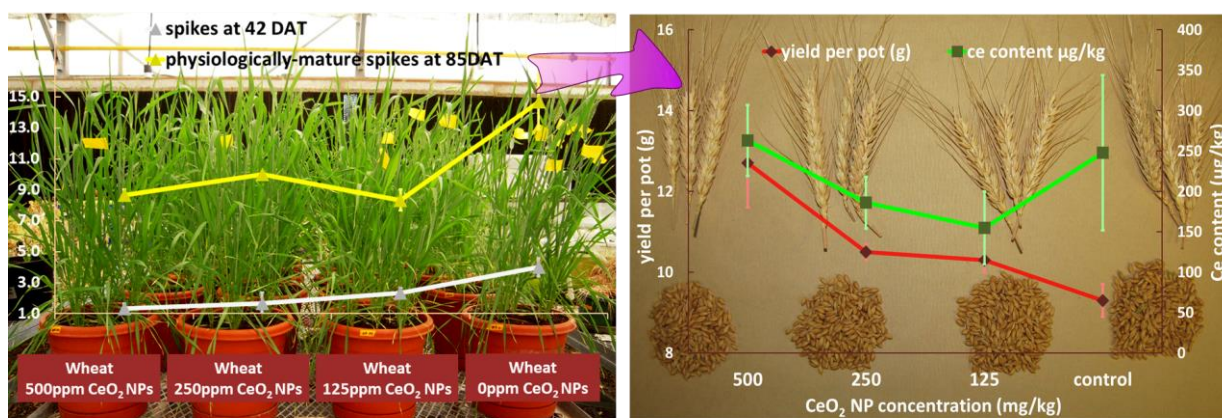 spikes at 42 DAT
physiologically-mature spikes at 85DAT
15.0
13.0
11.0
9.0
7.0
5.0
3.0
1.0
Wheat
500ppm CeO₂ NPs
Wheat
250ppm CeO₂ NPs
Wheat
125ppm CeO₂ NPs
Wheat
0ppm CeO₂ NPs
yield per pot (g)
ce content µg/kg
yield per pot (g)
16
14
12
10
8
400
350
300
250
200
150
100
50
0
Ce content (µg/kg)
500
250
125
control
CeO₂ NP concentration (mg/kg)